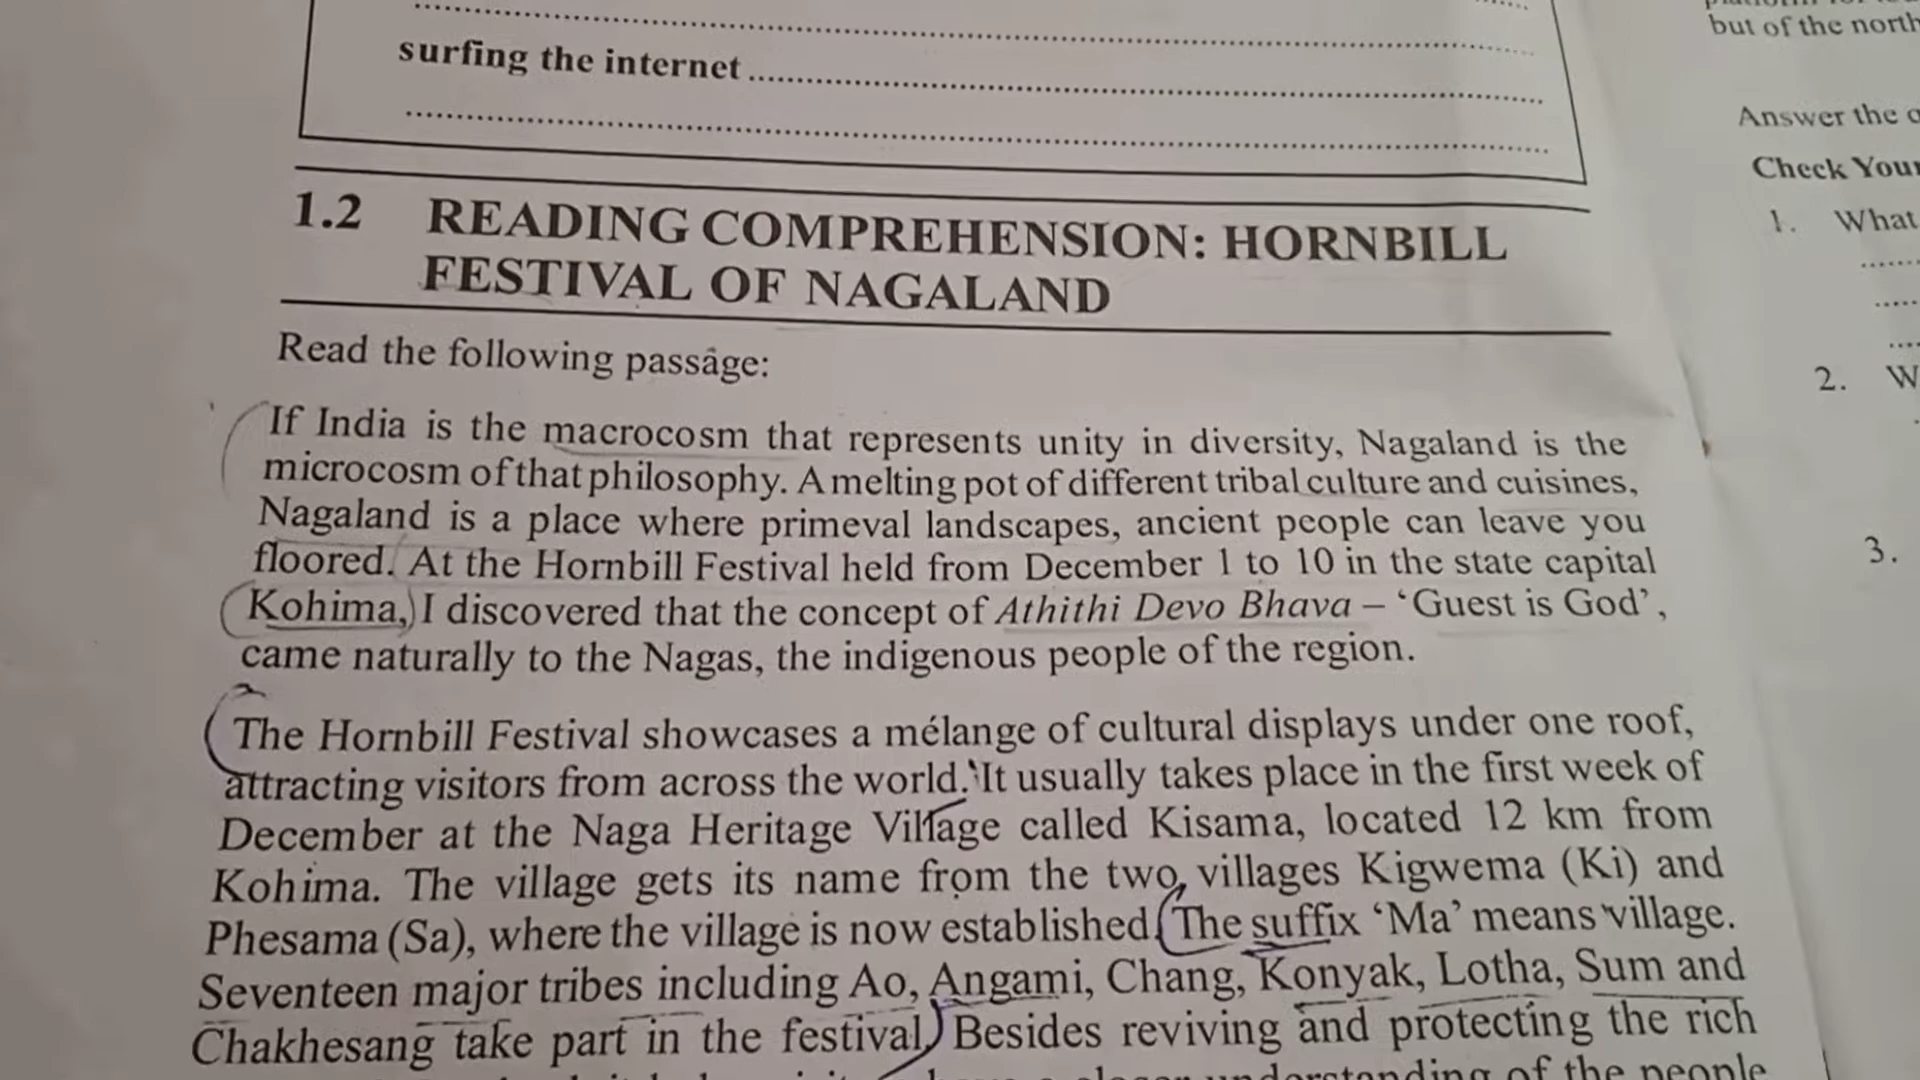 surfing the internet
1.2 READING COMPREHENSION: HORNBILL
FESTIVAL OF NAGALAND
Read the following passage:
If India is the macrocosm that represents unity in diversity, Nagaland is the
microcosm of that philosophy. A melting pot of different tribal culture and cuisines,
Nagaland is a place where primeval landscapes, ancient people can leave you
floored. At the Hornbill Festival held from December 1 to 10 in the state capital
Kohima, I discovered that the concept of Athithi Devo Bhava – ‘Guest is God’,
came naturally to the Nagas, the indigenous people of the region.
The Hornbill Festival showcases a mélange of cultural displays under one roof,
attracting visitors from across the world. It usually takes place in the first week of
December at the Naga Heritage Village called Kisama, located 12 km from
Kohima. The village gets its name from the two villages Kigwema (Ki) and
Phesama (Sa), where the village is now established. The suffix ‘Ma’ means village.
Seventeen major tribes including Ao, Angami, Chang, Konyak, Lotha, Sum and
Chakhesang take part in the festival. Besides reviving and protecting the rich
closer understanding of the people
but of the north
Answer the
Check Your
1. What
2.
3.